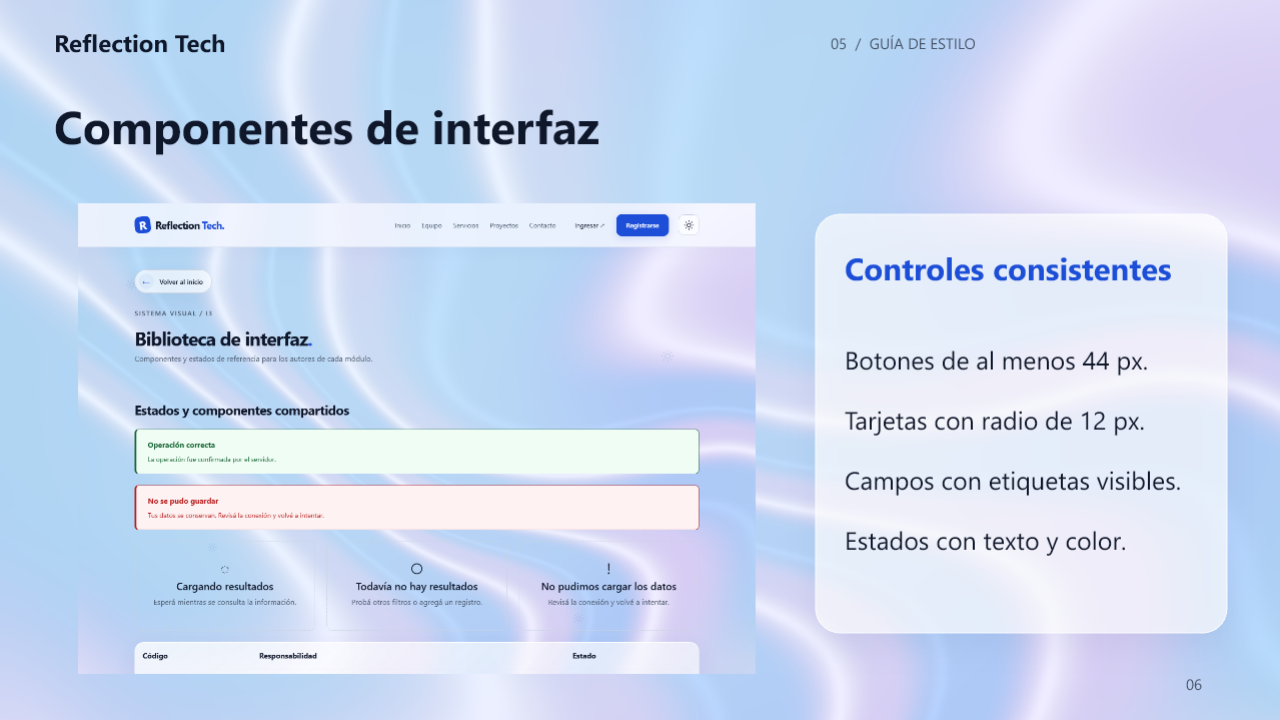 Reflection Tech
05 / GUÍA DE ESTILO
Componentes de interfaz
R Reflection Tech.
Inicio Equipo Servicios Proyectos Contacto Ingresar ↗ Registrarse
← Volver al inicio
SISTEMA VISUAL / I3
Biblioteca de interfaz.
Componentes y estados de referencia para los autores de cada módulo.
Estados y componentes compartidos
Operación correcta
La operación fue confirmada por el servidor.
No se pudo guardar
Tus datos se conservan. Revisá la conexión y volvé a intentar.
Cargando resultados
Esperá mientras se consulta la información.
Todavía no hay resultados
Probá otros filtros o agregá un registro.
!
No pudimos cargar los datos
Revisá la conexión y volvé a intentar.
Código Responsabilidad Estado
Controles consistentes
Botones de al menos 44 px.
Tarjetas con radio de 12 px.
Campos con etiquetas visibles.
Estados con texto y color.
06